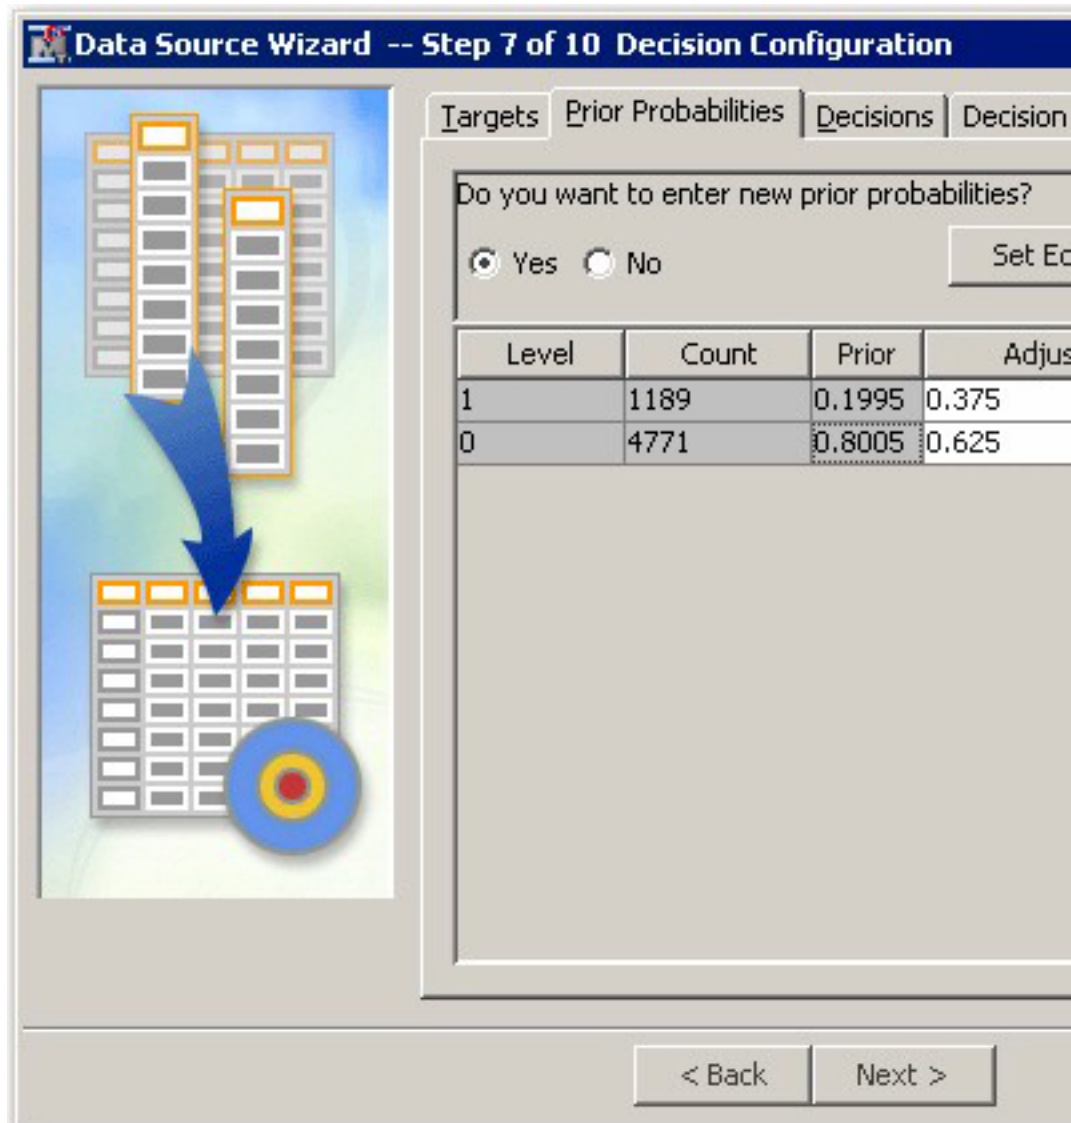 Data Source Wizard -- Step 7 of 10 Decision Configuration
Targets Prior Probabilities Decisions Decision
Do you want to enter new prior probabilities?
Yes No Set
Level Count Prior
1 1189 0.1995 0.375
0 4771 0.8005 0.625
< Back Next >